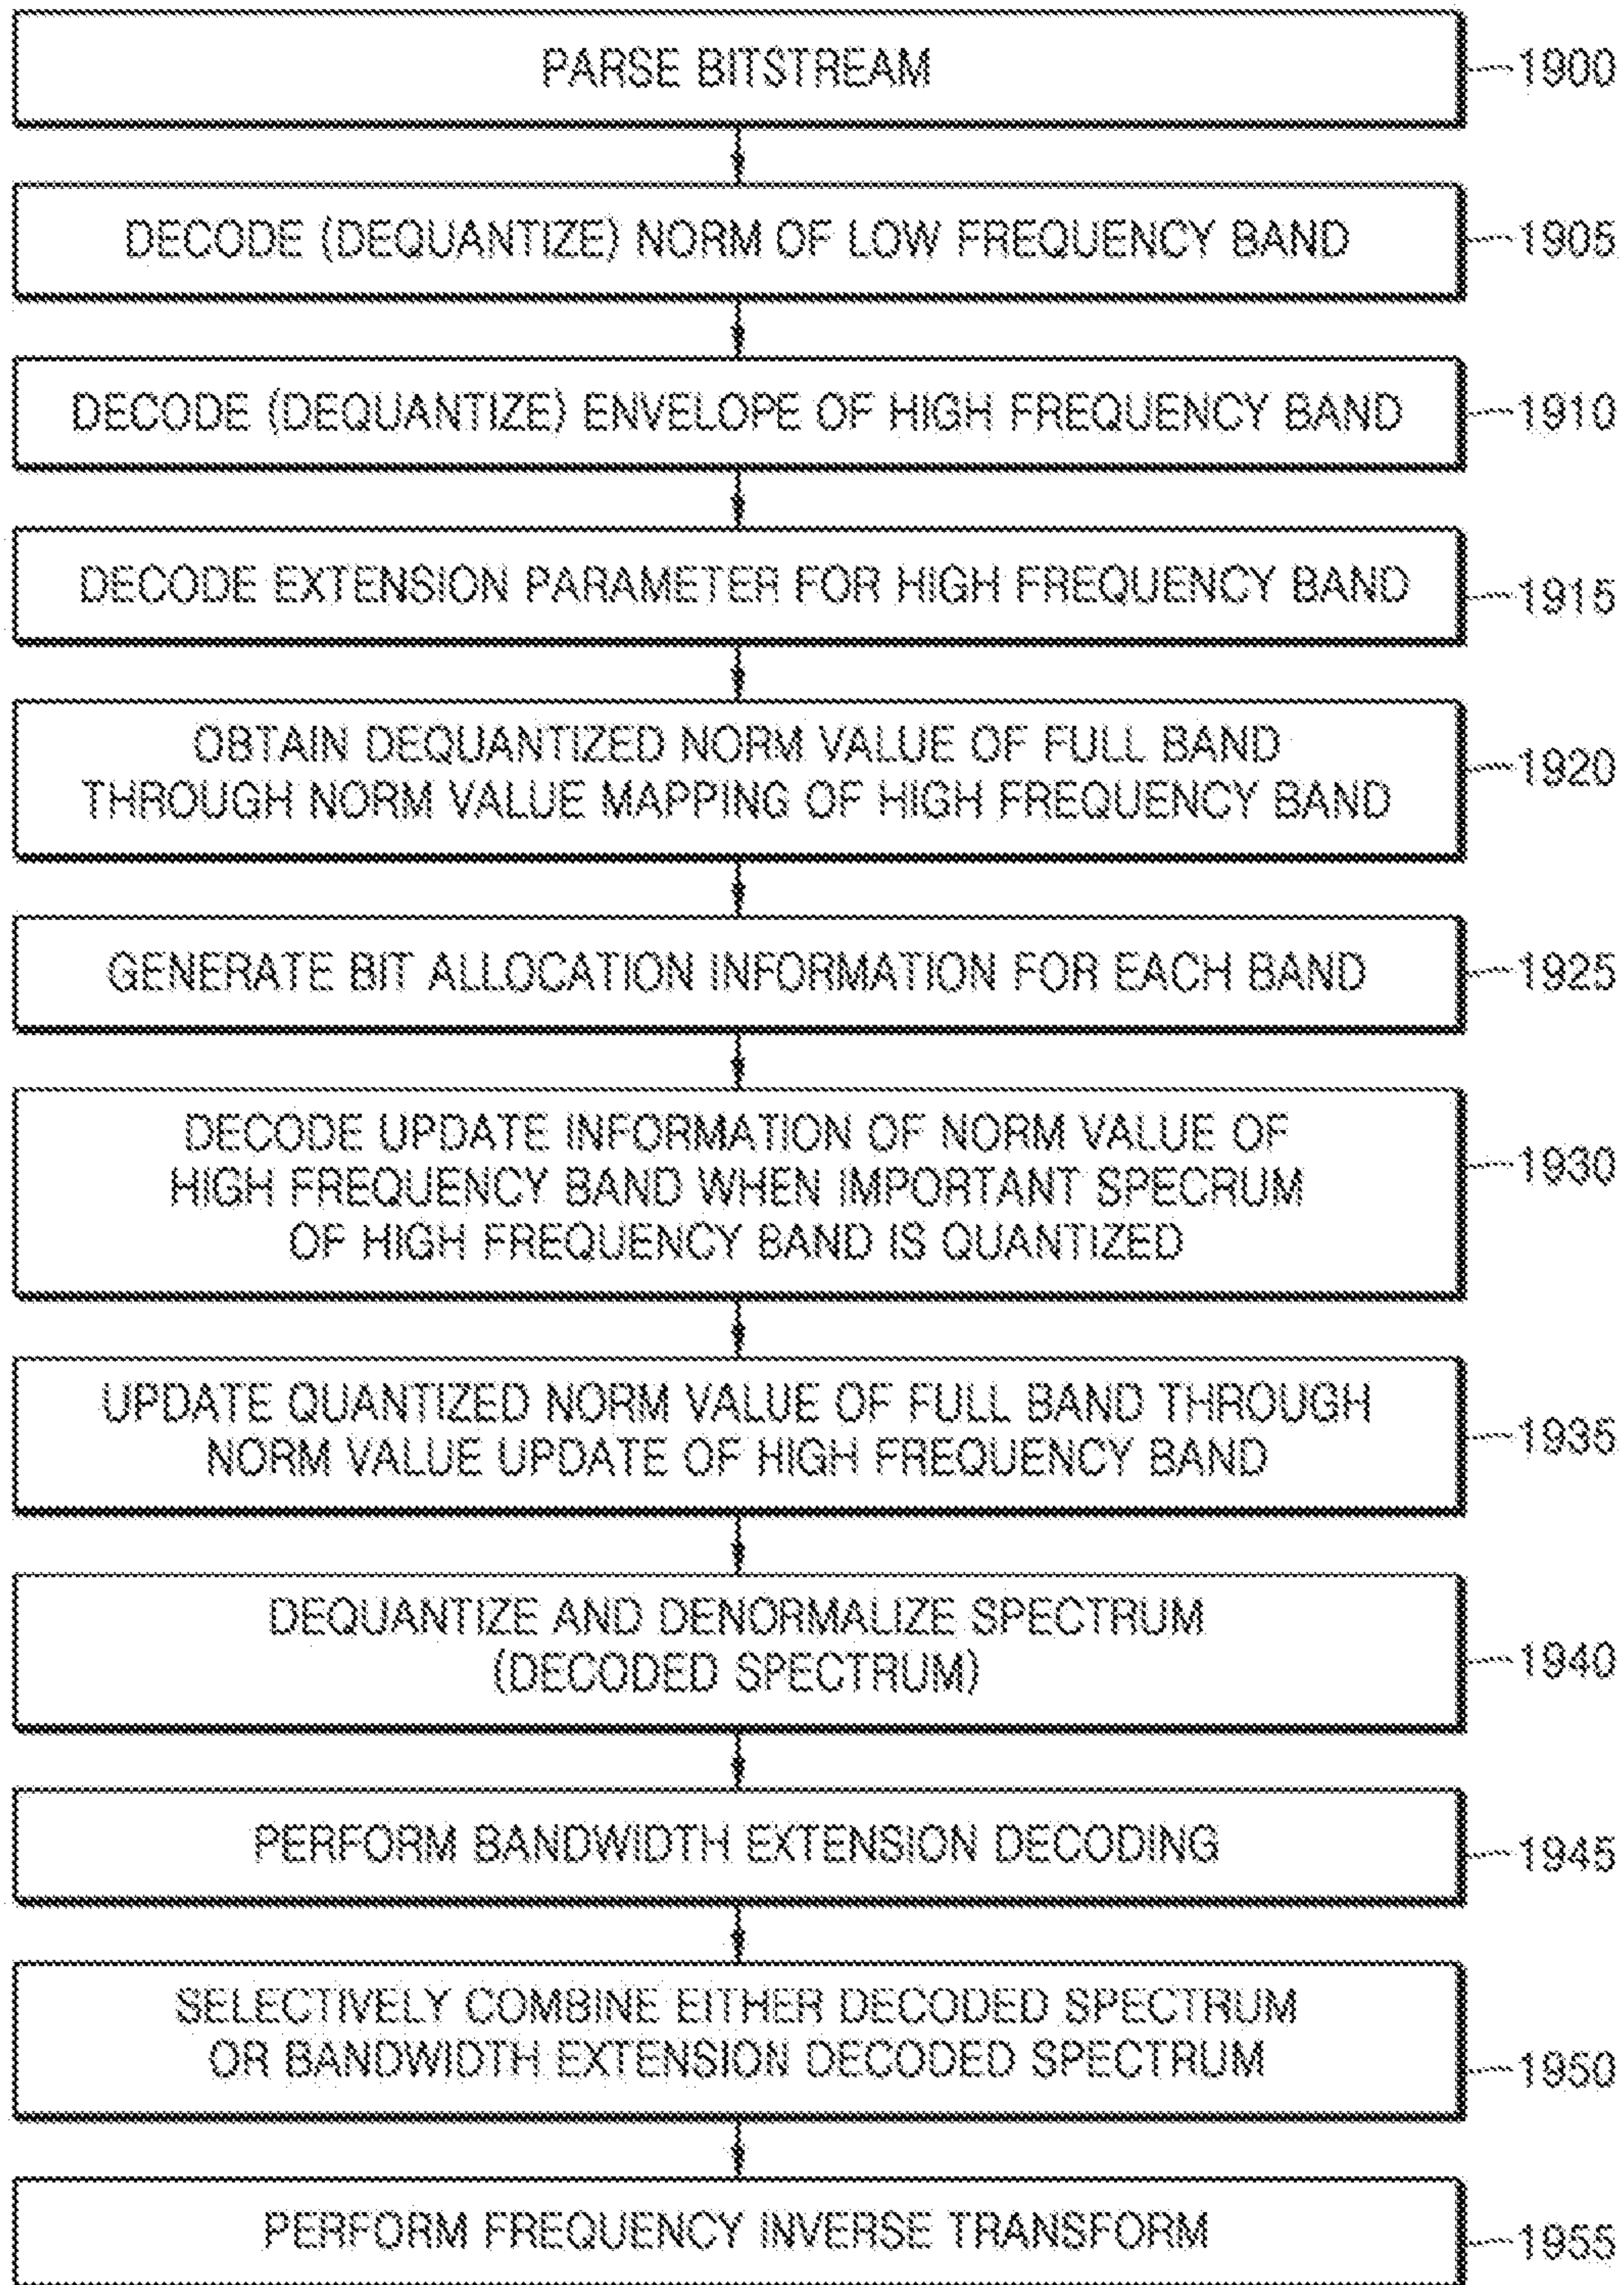 PARSE BITSTREAM
1900
DECODE (DEQUANTIZE) NORM OF LOW FREQUENCY BAND
1905
DECODE (DEQUANTIZE) ENVELOPE OF HIGH FREQUENCY BAND
1910
DECODE EXTENSION PARAMETER FOR HIGH FREQUENCY BAND
1915
OBTAIN DEQUANTIZED NORM VALUE OF FULL BAND
THROUGH NORM VALUE MAPPING OF HIGH FREQUENCY BAND
1920
GENERATE BIT ALLOCATION INFORMATION FOR EACH BAND
1925
DECODE UPDATE INFORMATION OF NORM VALUE OF
HIGH FREQUENCY BAND WHEN IMPORTANT SPECRUM
OF HIGH FREQUENCY BAND IS QUANTIZED
1930
UPDATE QUANTIZED NORM VALUE OF FULL BAND THROUGH
NORM VALUE UPDATE OF HIGH FREQUENCY BAND
1935
DEQUANTIZE AND DENORMALIZE SPECTRUM
(DECODED SPECTRUM)
1940
PERFORM BANDWIDTH EXTENSION DECODING
1945
SELECTIVELY COMBINE EITHER DECODED SPECTRUM
OR BANDWIDTH EXTENSION DECODED SPECTRUM
1950
PERFORM FREQUENCY INVERSE TRANSFORM
1955